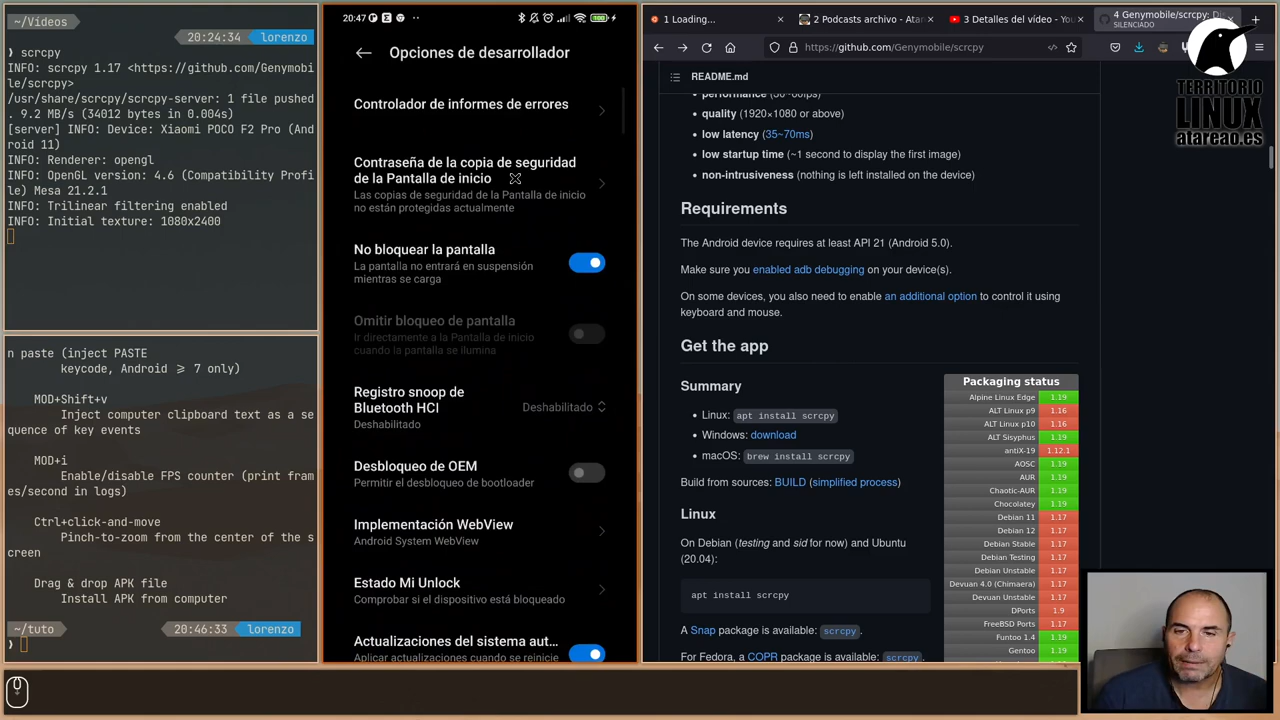 ~/Vídeos
20:24:34 lorenzo
❯ scrcpy
INFO: scrcpy 1.17 <https://github.com/Genymobi
le/scrcpy>
/usr/share/scrcpy/scrcpy-server: 1 file pushed
. 9.2 MB/s (34012 bytes in 0.004s)
[server] INFO: Device: Xiaomi POCO F2 Pro (And
roid 11)
INFO: Renderer: opengl
INFO: OpenGL version: 4.6 (Compatibility Profi
le) Mesa 21.2.1
INFO: Trilinear filtering enabled
INFO: Initial texture: 1080x2400
n paste (inject PASTE
keycode, Android ⩾ 7 only)
MOD+Shift+v
Inject computer clipboard text as a se
quence of key events
MOD+i
Enable/disable FPS counter (print fram
es/second in logs)
Ctrl+click-and-move
Pinch-to-zoom from the center of the s
creen
Drag & drop APK file
Install APK from computer
~/tuto
20:46:33 lorenzo
❯
20:47
100
Opciones de desarrollador
Controlador de informes de errores
Contraseña de la copia de seguridad
de la Pantalla de inicio
Las copias de seguridad de la Pantalla de inicio
no están protegidas actualmente
No bloquear la pantalla
La pantalla no entrará en suspensión
mientras se carga
Omitir bloqueo de pantalla
Ir directamente a la Pantalla de inicio
cuando la pantalla se ilumina
Registro snoop de
Bluetooth HCI
Deshabilitado
Deshabilitado
Desbloqueo de OEM
Permitir el desbloqueo de bootloader
Implementación WebView
Android System WebView
Estado Mi Unlock
Comprobar si el dispositivo está bloqueado
Actualizaciones del sistema aut...
Aplicar actualizaciones cuando se reinicie
1 Loading...
2 Podcasts archivo - Atar
3 Detalles del vídeo - You
4 Genymobile/scrcpy: Di
SILENCIADO
https://github.com/Genymobile/scrcpy
TERRITORIO
LINUX
atareao.es
README.md
quality (1920×1080 or above)
low latency (35~70ms)
low startup time (~1 second to display the first image)
non-intrusiveness (nothing is left installed on the device)
Requirements
The Android device requires at least API 21 (Android 5.0).
Make sure you enabled adb debugging on your device(s).
On some devices, you also need to enable an additional option to control it using
keyboard and mouse.
Get the app
Summary
Linux: apt install scrcpy
Windows: download
macOS: brew install scrcpy
Build from sources: BUILD (simplified process)
Linux
On Debian (testing and sid for now) and Ubuntu
(20.04):
apt install scrcpy
A Snap package is available: scrcpy.
For Fedora, a COPR package is available: scrcpy.
Packaging status
Alpine Linux Edge 1.19
ALT Linux p9 1.16
ALT Linux p10 1.16
ALT Sisyphus 1.19
antiX-19 1.12.1
AOSC 1.19
AUR 1.19
Chaotic-AUR 1.19
Chocolatey 1.19
Debian 11 1.17
Debian 12 1.17
Debian Stable 1.17
Debian Testing 1.17
Debian Unstable 1.17
Devuan 4.0 (Chimaera) 1.17
Devuan Unstable 1.17
DPorts 1.9
FreeBSD Ports 1.17
Funtoo 1.4 1.19
Gentoo 1.19